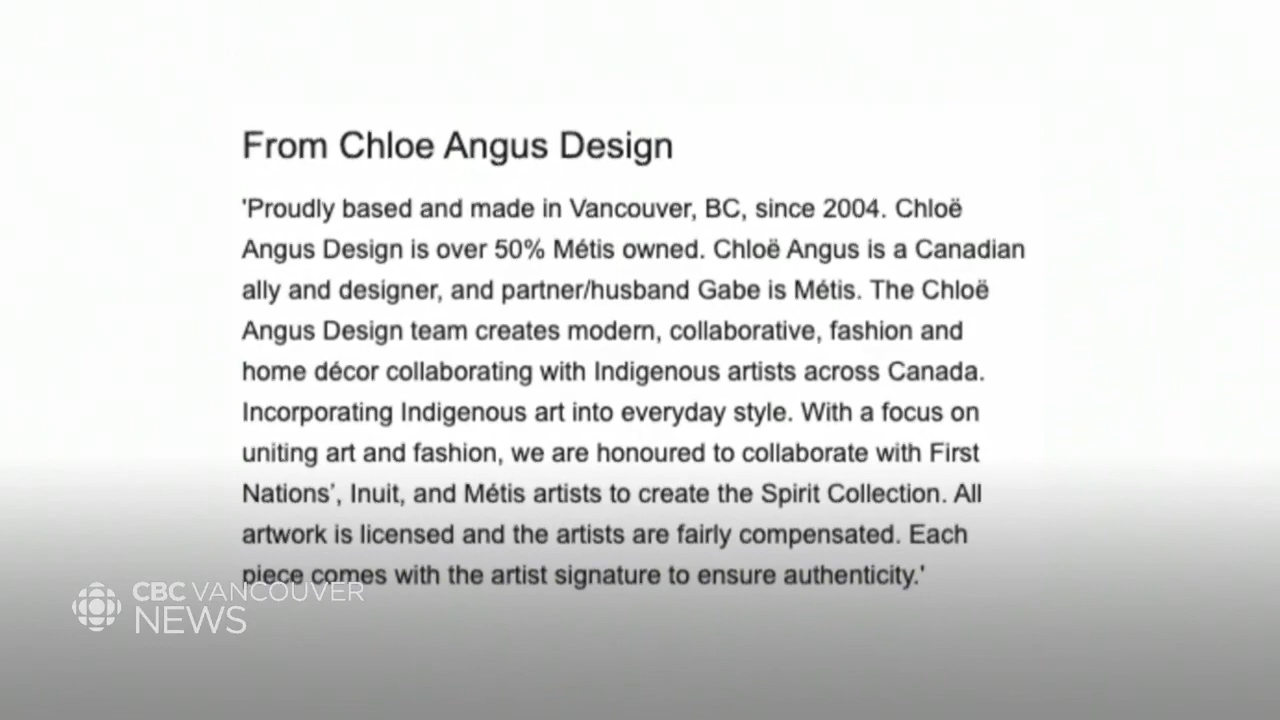 From Chloe Angus Design
'Proudly based and made in Vancouver, BC, since 2004. Chloë
Angus Design is over 50% Métis owned. Chloë Angus is a Canadian
ally and designer, and partner/husband Gabe is Métis. The Chloë
Angus Design team creates modern, collaborative, fashion and
home décor collaborating with Indigenous artists across Canada.
Incorporating Indigenous art into everyday style. With a focus on
uniting art and fashion, we are honoured to collaborate with First
Nations', Inuit, and Métis artists to create the Spirit Collection. All
artwork is licensed and the artists are fairly compensated. Each
piece comes with the artist signature to ensure authenticity.'
CBC VANCOUVER
NEWS